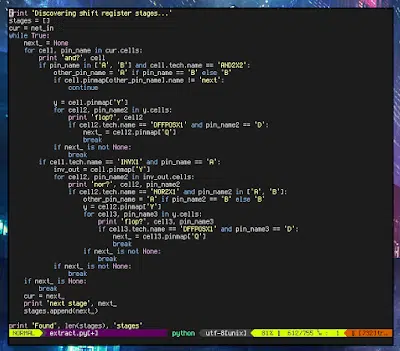 print 'Discovering shift register stages...'
stages = []
cur = net_in
while True:
    next_ = None
    for cell, pin_name in cur.cells:
        print 'and?', cell
        if pin_name in ['A', 'B'] and cell.tech.name == 'AND2X2':
            other_pin_name = 'A' if pin_name == 'B' else 'B'
            if cell.pinmap[other_pin_name].name != 'next':
                continue

            y = cell.pinmap['Y']
            for cell2, pin_name2 in y.cells:
                print 'flop?', cell2
                if cell2.tech.name == 'DFFPOSX1' and pin_name2 == 'D':
                    next_ = cell2.pinmap['Q']
                    break
            if next_ is not None:
                break
        if cell.tech.name == 'INVX1' and pin_name == 'A':
            inv_out = cell.pinmap['Y']
            for cell2, pin_name2 in inv_out.cells:
                print 'nor?', cell2, pin_name2
                if cell2.tech.name == 'NOR2X1' and pin_name2 in ['A', 'B']:
                    other_pin_name = 'A' if pin_name2 == 'B' else 'B'
                    y = cell2.pinmap['Y']
                    for cell3, pin_name3 in y.cells:
                        print 'flop?', cell3
                        if cell3.tech.name == 'DFFPOSX1' and pin_name3 == 'D':
                            next_ = cell3.pinmap['Q']
                            break
                    if next_ is not None:
                        break
            if next_ is not None:
                break
    if next_ is None:
        break
    cur = next_
    print 'next stage', next_
    stages.append(next_)

print 'Found', len(stages), 'stages'
NORMAL extract.py[+] python utf-8[unix] 81% 612/755